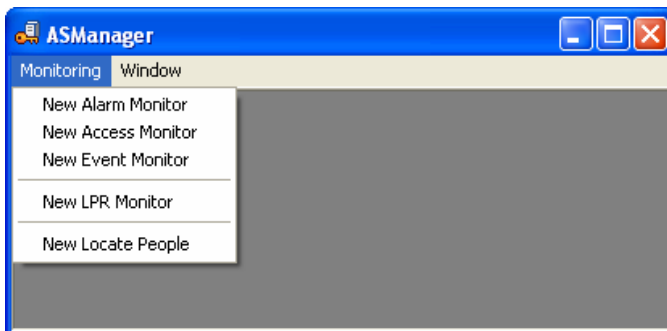 ASManager
Monitoring Window
New Alarm Monitor
New Access Monitor
New Event Monitor
New LPR Monitor
New Locate People